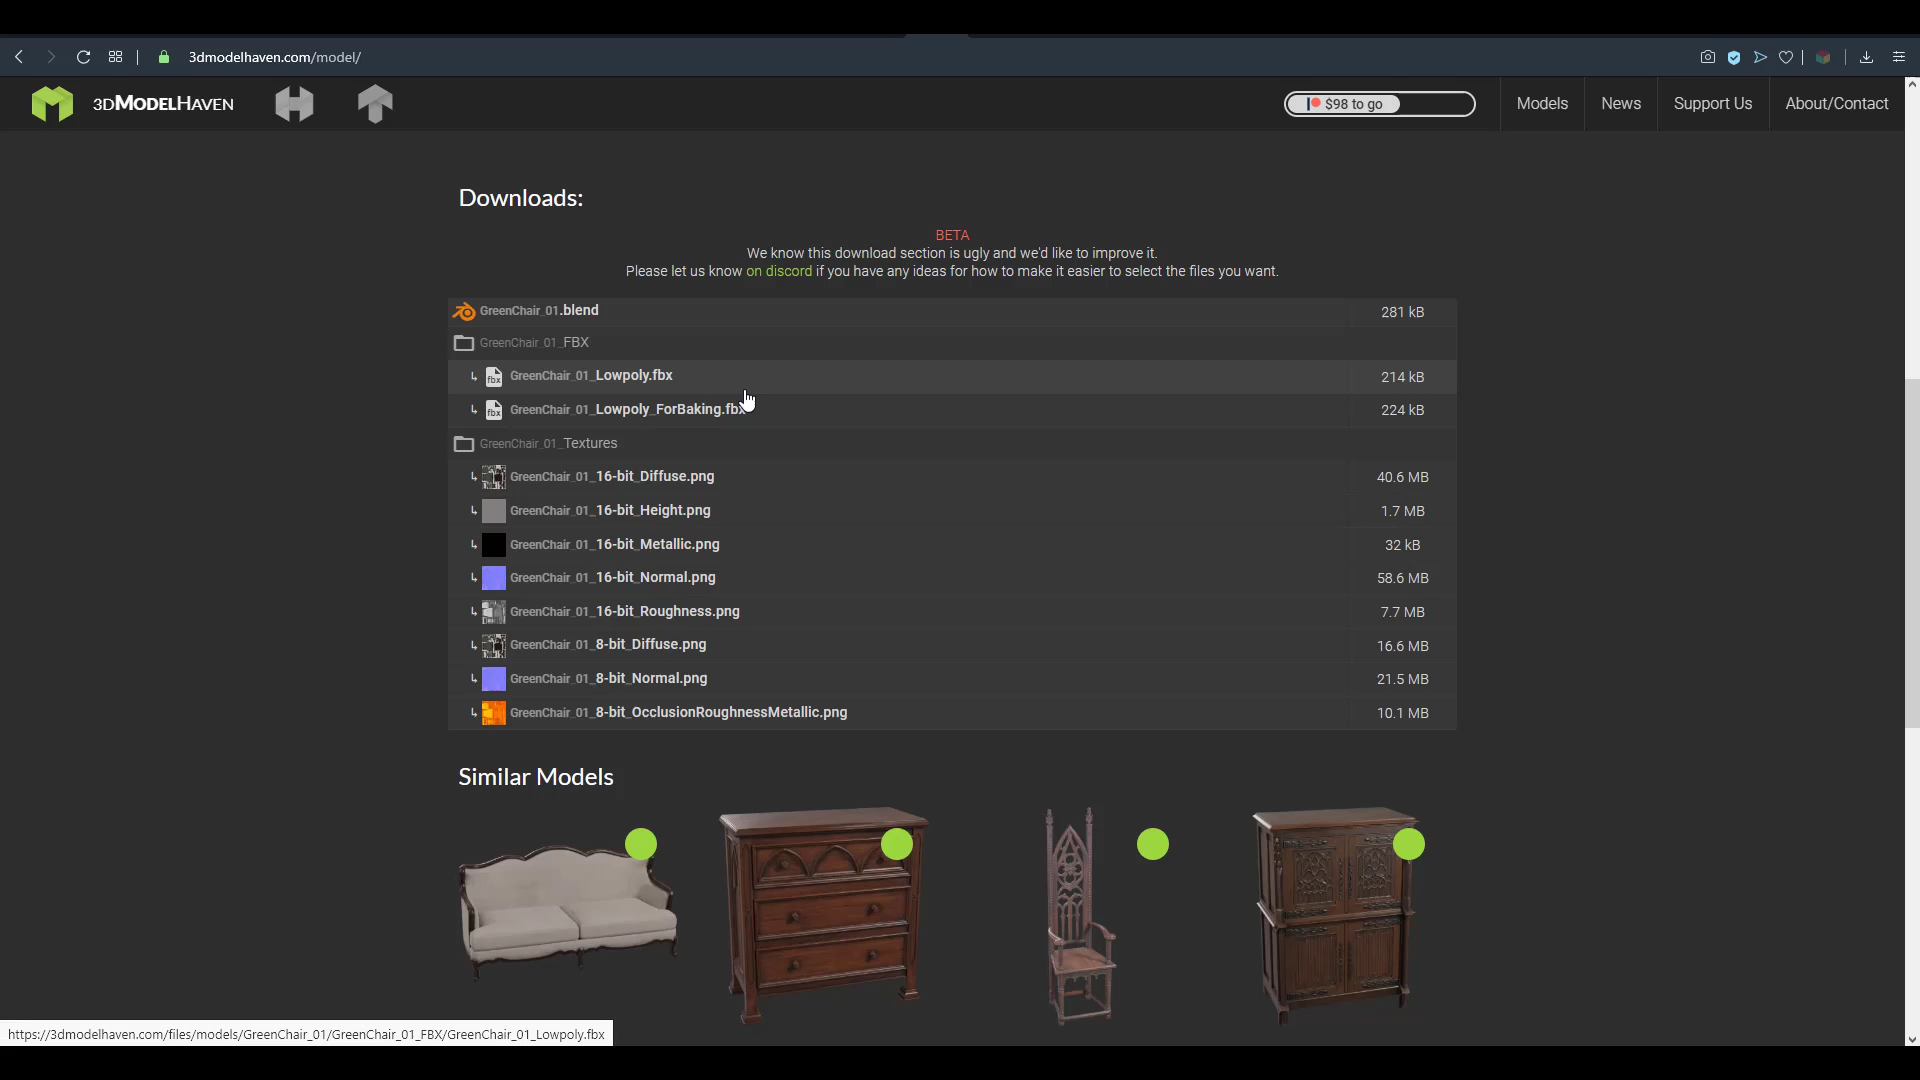 3dmodelhaven.com/model/
3DMODELHAVEN
$98 to go
Models
News
Support Us
About/Contact
Downloads:
BETA
We know this download section is ugly and we'd like to improve it.
Please let us know on discord if you have any ideas for how to make it easier to select the files you want.
GreenChair_01.blend 281 kB
GreenChair_01_FBX
fbx GreenChair_01_Lowpoly.fbx 214 kB
fbx GreenChair_01_Lowpoly_ForBaking.fbx 224 kB
GreenChair_01_Textures
GreenChair_01_16-bit_Diffuse.png 40.6 MB
GreenChair_01_16-bit_Height.png 1.7 MB
GreenChair_01_16-bit_Metallic.png 32 kB
GreenChair_01_16-bit_Normal.png 58.6 MB
GreenChair_01_16-bit_Roughness.png 7.7 MB
GreenChair_01_8-bit_Diffuse.png 16.6 MB
GreenChair_01_8-bit_Normal.png 21.5 MB
GreenChair_01_8-bit_OcclusionRoughnessMetallic.png 10.1 MB
Similar Models
https://3dmodelhaven.com/files/models/GreenChair_01/GreenChair_01_FBX/GreenChair_01_Lowpoly.fbx